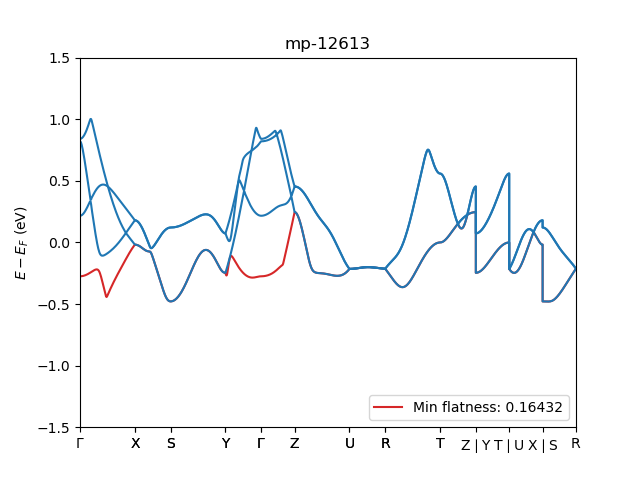 mp-12613
1.5
1.0
0.5
0.0
−0.5
−1.0
−1.5
E − E_F (eV)
Min flatness: 0.16432
Γ X S Y Γ Z U R T Z | Y T | U X | S R